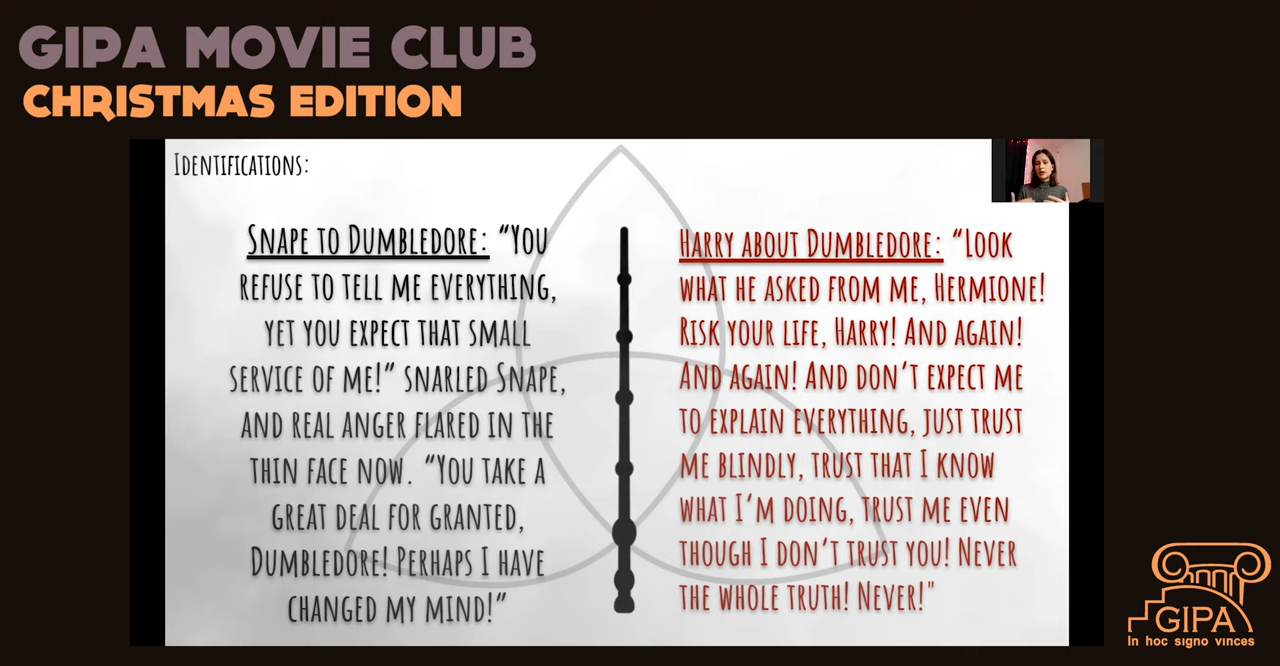 GIPA MOVIE CLUB
CHRISTMAS EDITION
IDENTIFICATIONS:
SNAPE TO DUMBLEDORE: “YOU
REFUSE TO TELL ME EVERYTHING,
YET YOU EXPECT THAT SMALL
SERVICE OF ME!” SNARLED SNAPE,
AND REAL ANGER FLARED IN THE
THIN FACE NOW. “YOU TAKE A
GREAT DEAL FOR GRANTED,
DUMBLEDORE! PERHAPS I HAVE
CHANGED MY MIND!”
HARRY ABOUT DUMBLEDORE: “LOOK
WHAT HE ASKED FROM ME, HERMIONE!
RISK YOUR LIFE, HARRY! AND AGAIN!
AND AGAIN! AND DON’T EXPECT ME
TO EXPLAIN EVERYTHING, JUST TRUST
ME BLINDLY, TRUST THAT I KNOW
WHAT I’M DOING, TRUST ME EVEN
THOUGH I DON’T TRUST YOU! NEVER
THE WHOLE TRUTH! NEVER!"
GIPA
In hoc signo vinces